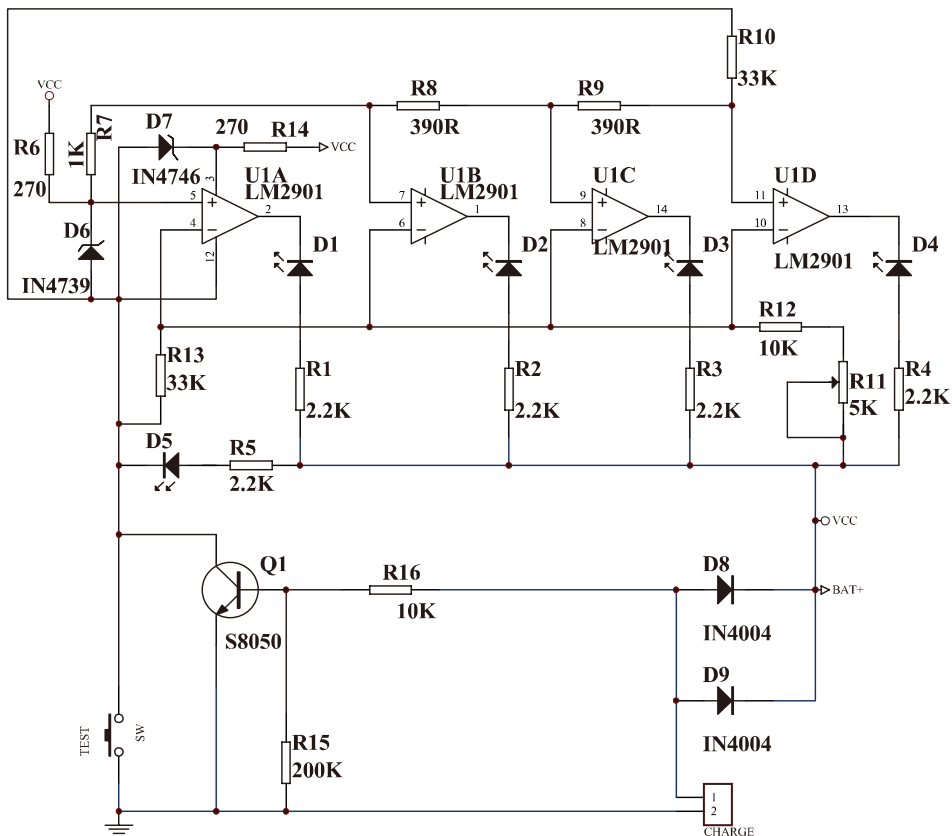 R10
33K
VCC
R8
R9
R6
270
R7
1K
D7
IN4746
270
R14
VCC
390R
390R
3
U1A
LM2901
5
4
2
12
+
−
U1B
LM2901
7
6
1
+
−
U1C
LM2901
9
8
14
+
−
U1D
LM2901
11
10
13
+
−
D6
IN4739
D1
D2
D3
D4
R12
10K
R13
33K
R1
2.2K
R2
2.2K
R3
2.2K
R11
5K
R4
2.2K
D5
R5
2.2K
VCC
Q1
S8050
R16
10K
D8
IN4004
BAT+
D9
IN4004
TEST
SW
R15
200K
1
2
CHARGE